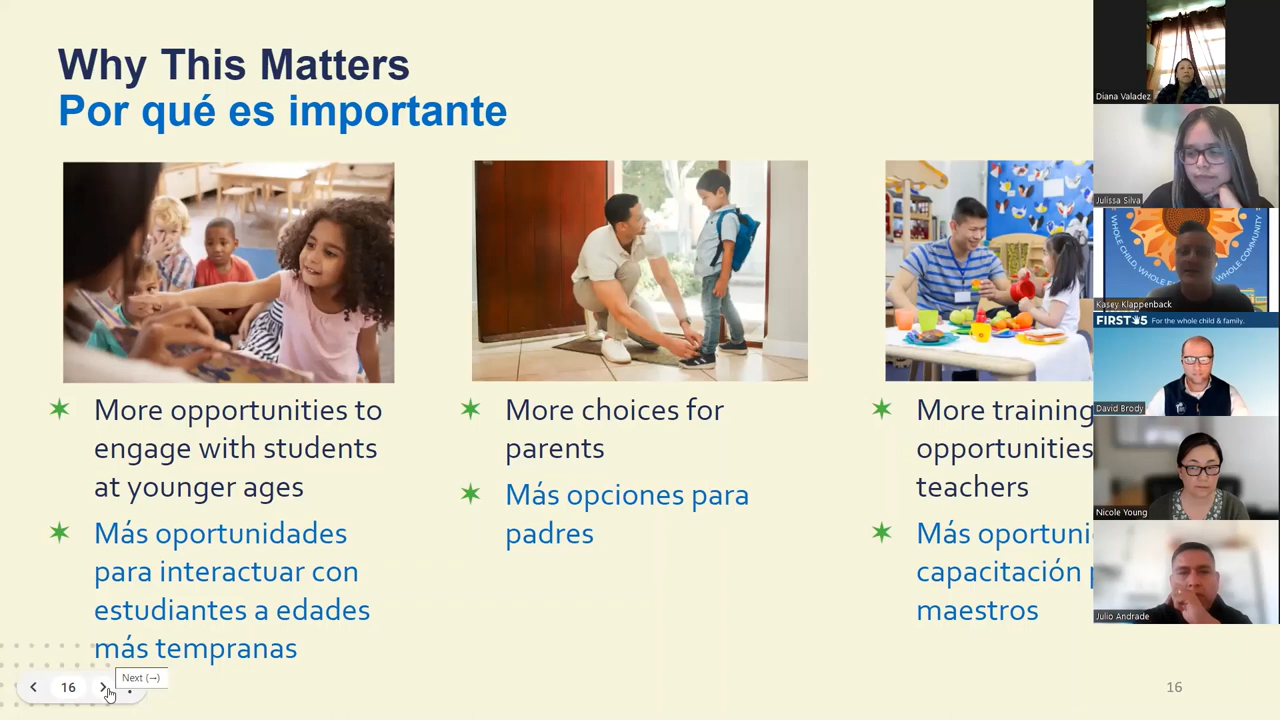 Why This Matters
Por qué es importante
More opportunities to
engage with students
at younger ages
Más oportunidades
para interactuar con
estudiantes a edades
más tempranas
More choices for
parents
Más opciones para
padres
More training
opportunities
teachers
Más
capacitación
maestros
16
Next (→)
16
Diana Valadez
Julissa Silva
WHOLE CHILD, WHOLE
WHOLE COMMUNITY
Kasey Klappenback
FIRST 5 For the whole child & family.
David Brody
Nicole Young
Julio Andrade